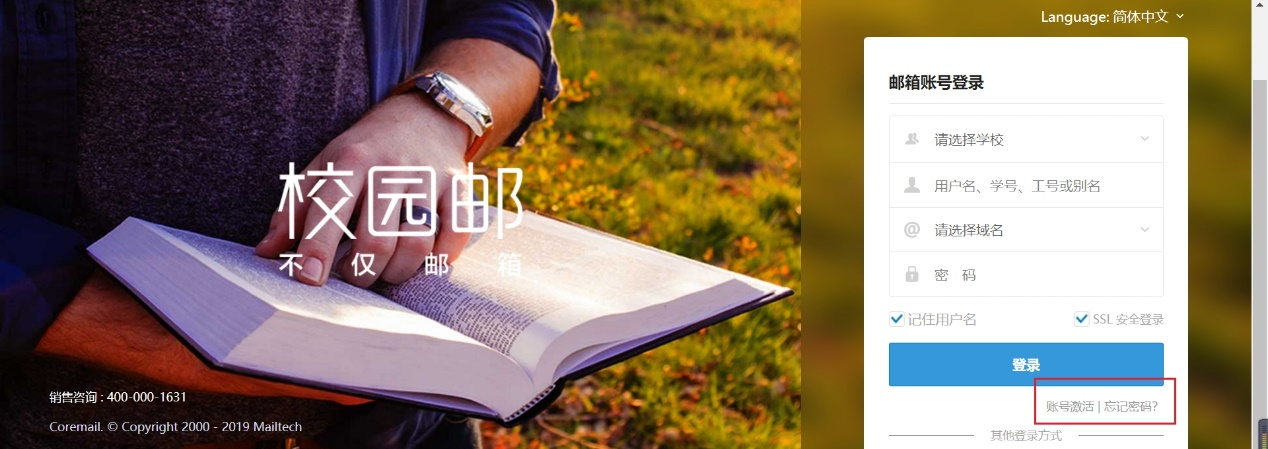 Language: 简体中文
邮箱账号登录
请选择学校
用户名、学号、工号或别名
@ 请选择域名
密 码
记住用户名 SSL 安全登录
登录
账号激活 | 忘记密码?
其他登录方式
校园邮
不仅邮箱
销售咨询 : 400-000-1631
Coremail. © Copyright 2000 - 2019 Mailtech